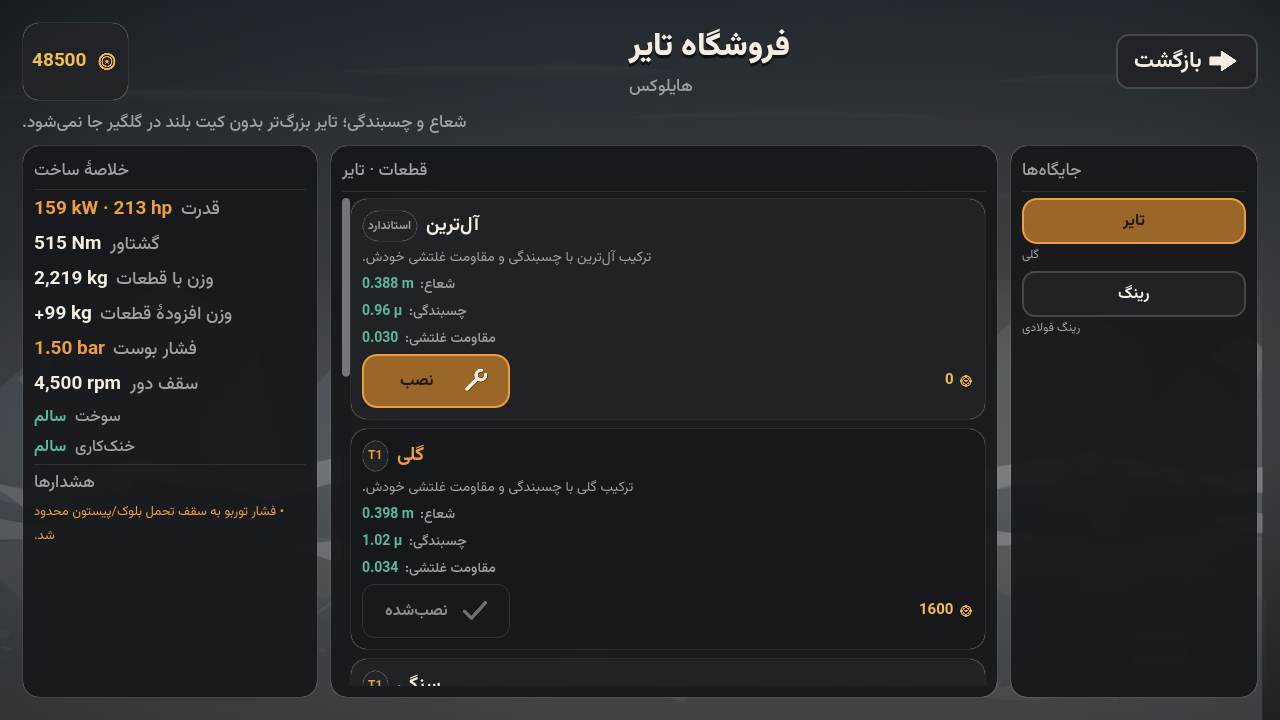 بازگشت
فروشگاه تایر
هایلوکس
48500
شعاع و چسبندگی؛ تایر بزرگ‌تر بدون کیت بلند در گلگیر جا نمی‌شود.
جایگاه‌ها
تایر
گلی
رینگ
رینگ فولادی
قطعات · تایر
آل‌ترین استاندارد
ترکیب آل‌ترین با چسبندگی و مقاومت غلتشی خودش.
شعاع: 0.388 m
چسبندگی: 0.96 µ
مقاومت غلتشی: 0.030
نصب
0
گلی T1
ترکیب گلی با چسبندگی و مقاومت غلتشی خودش.
شعاع: 0.398 m
چسبندگی: 1.02 µ
مقاومت غلتشی: 0.034
نصب‌شده
1600
سنگی T1
خلاصهٔ ساخت
قدرت 159 kW · 213 hp
گشتاور 515 Nm
وزن با قطعات 2,219 kg
وزن افزودهٔ قطعات +99 kg
فشار بوست 1.50 bar
سقف دور 4,500 rpm
سوخت سالم
خنک‌کاری سالم
هشدارها
• فشار توربو به سقف تحمل بلوک/پیستون محدود
شد.